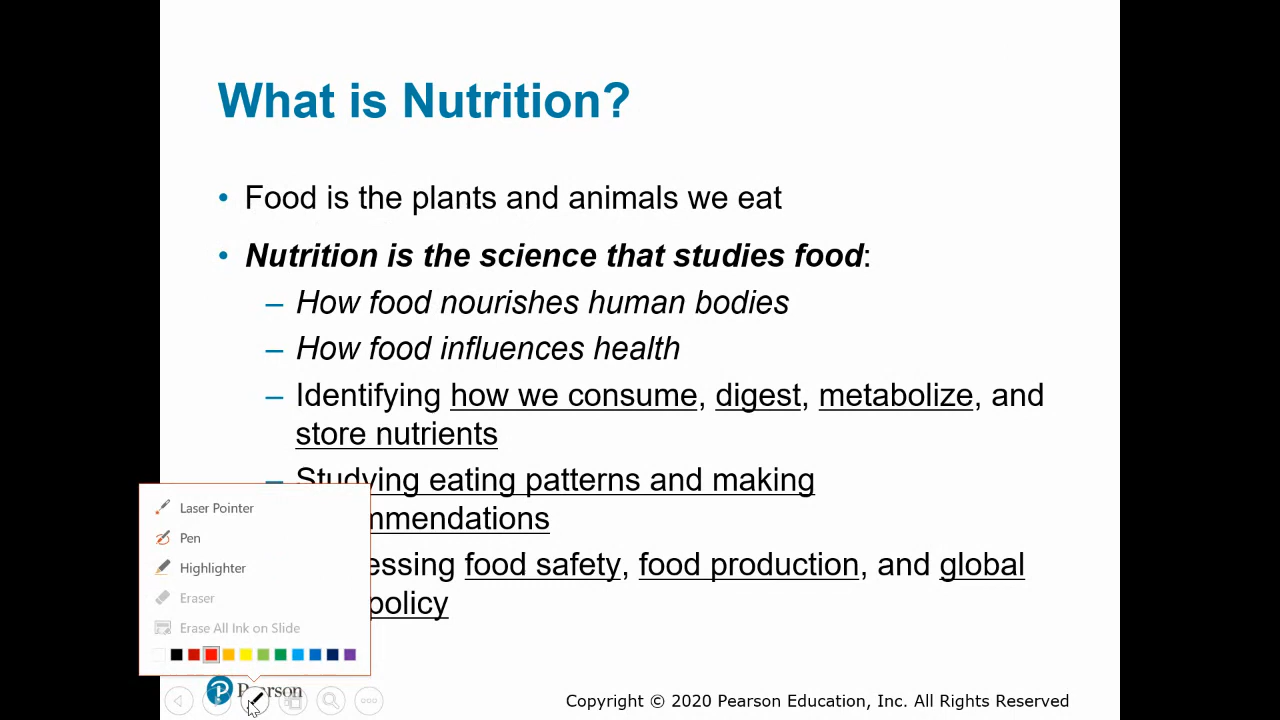 What is Nutrition?
• Food is the plants and animals we eat
• Nutrition is the science that studies food:
– How food nourishes human bodies
– How food influences health
– Identifying how we consume, digest, metabolize, and
store nutrients
– Studying eating patterns and making
mmendations
essing food safety, food production, and global
policy
Laser Pointer
Pen
Highlighter
Eraser
Erase All Ink on Slide
Pearson
Copyright © 2020 Pearson Education, Inc. All Rights Reserved